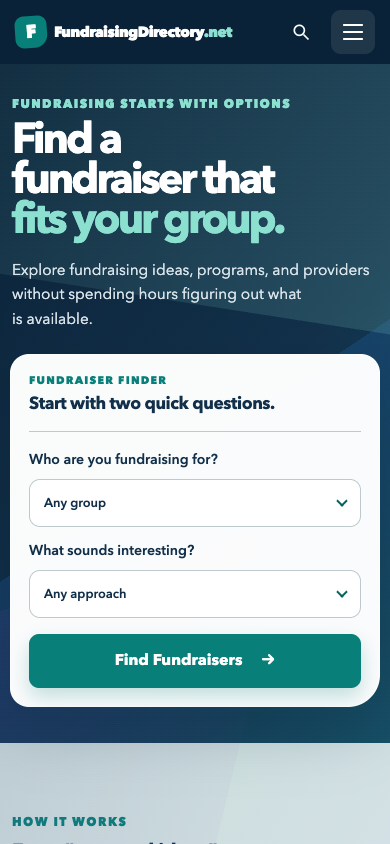 F FundraisingDirectory.net
FUNDRAISING STARTS WITH OPTIONS
Find a
fundraiser that
fits your group.
Explore fundraising ideas, programs, and providers
without spending hours figuring out what
is available.
FUNDRAISER FINDER
Start with two quick questions.
Who are you fundraising for?
Any group
What sounds interesting?
Any approach
Find Fundraisers →
HOW IT WORKS